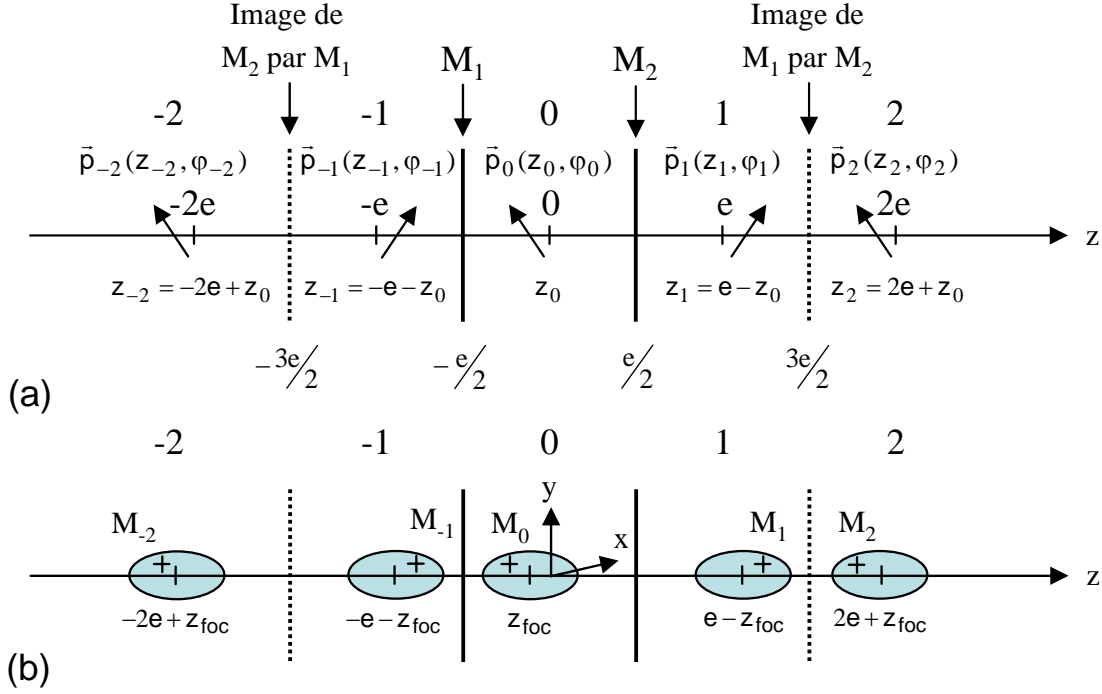 Image de
M₂ par M₁
M₁
M₂
Image de
M₁ par M₂
-2
-1
0
1
2
p⃗₋₂(z₋₂, φ₋₂)
p⃗₋₁(z₋₁, φ₋₁)
p⃗₀(z₀, φ₀)
p⃗₁(z₁, φ₁)
p⃗₂(z₂, φ₂)
-2e
-e
0
e
2e
z
z₋₂ = -2e + z₀
z₋₁ = -e - z₀
z₀
z₁ = e - z₀
z₂ = 2e + z₀
- 3e/2
- e/2
e/2
3e/2
(a)
-2
-1
0
1
2
M₋₂
M₋₁
M₀
y
x
M₁
M₂
z
-2e + z_foc
-e - z_foc
z_foc
e - z_foc
2e + z_foc
(b)